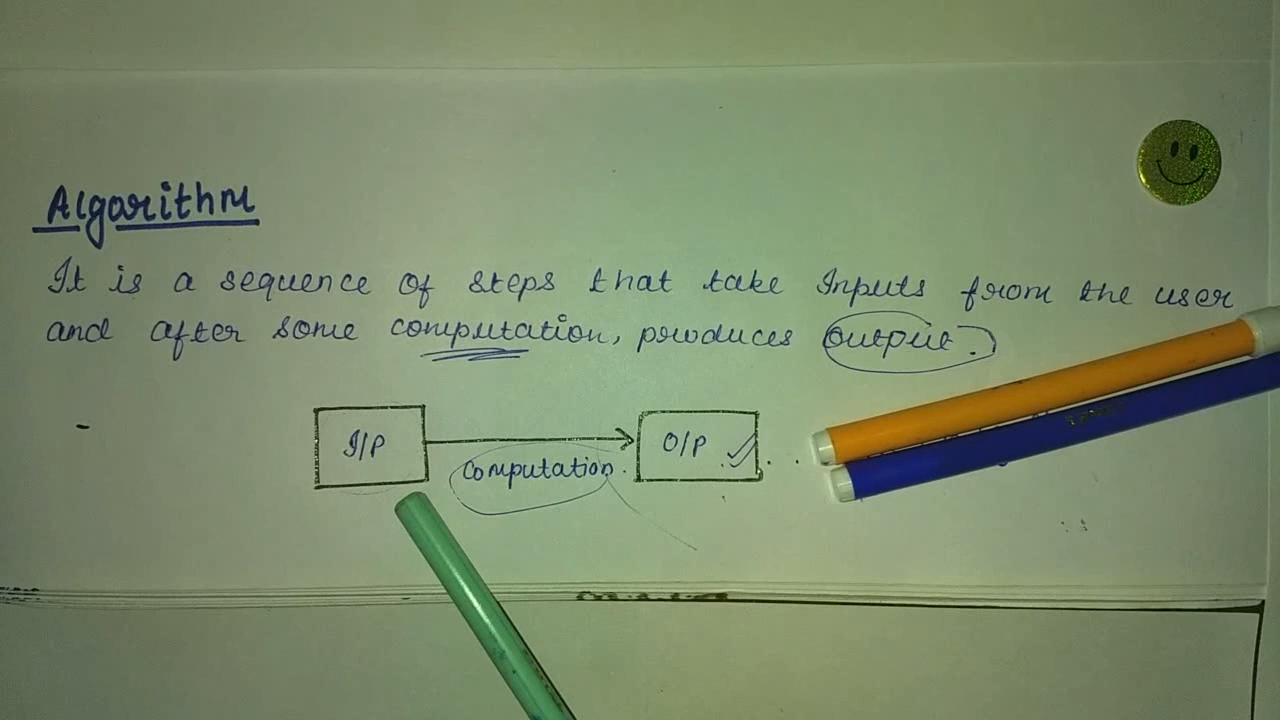 Algorithm
It is a sequence of steps that take Inputs from the user
and after some computation, produces output.
I/P
O/P
Computation.